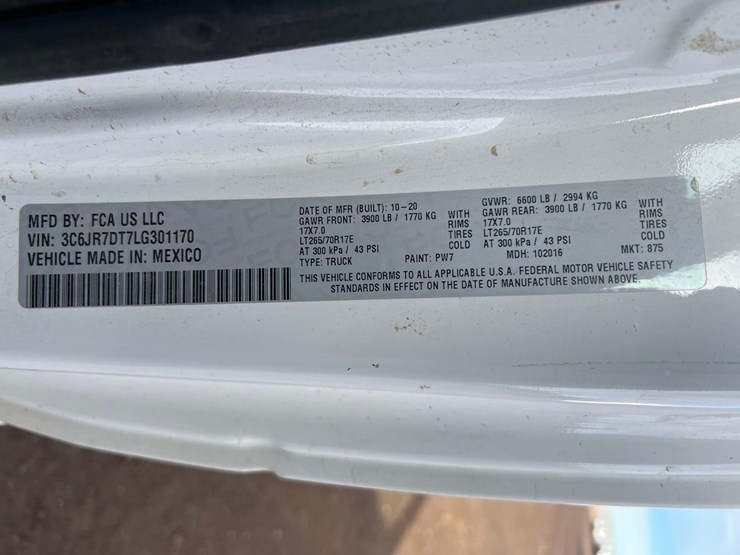 MFD BY: FCA US LLC
VIN: 3C6JR7DT7LG301170
VEHICLE MADE IN: MEXICO
DATE OF MFR (BUILT): 10-20
GAWR FRONT: 3900 LB / 1770 KG WITH
17X7.0 RIMS
LT265/70R17E TIRES
AT 300 kPa / 43 PSI COLD
TYPE: TRUCK PAINT: PW7
GVWR: 6600 LB / 2994 KG
GAWR REAR: 3900 LB / 1770 KG WITH
17X7.0 RIMS
LT265/70R17E TIRES
AT 300 kPa / 43 PSI COLD
MDH: 102016 MKT: 875
THIS VEHICLE CONFORMS TO ALL APPLICABLE U.S.A. FEDERAL MOTOR VEHICLE SAFETY
STANDARDS IN EFFECT ON THE DATE OF MANUFACTURE SHOWN ABOVE.